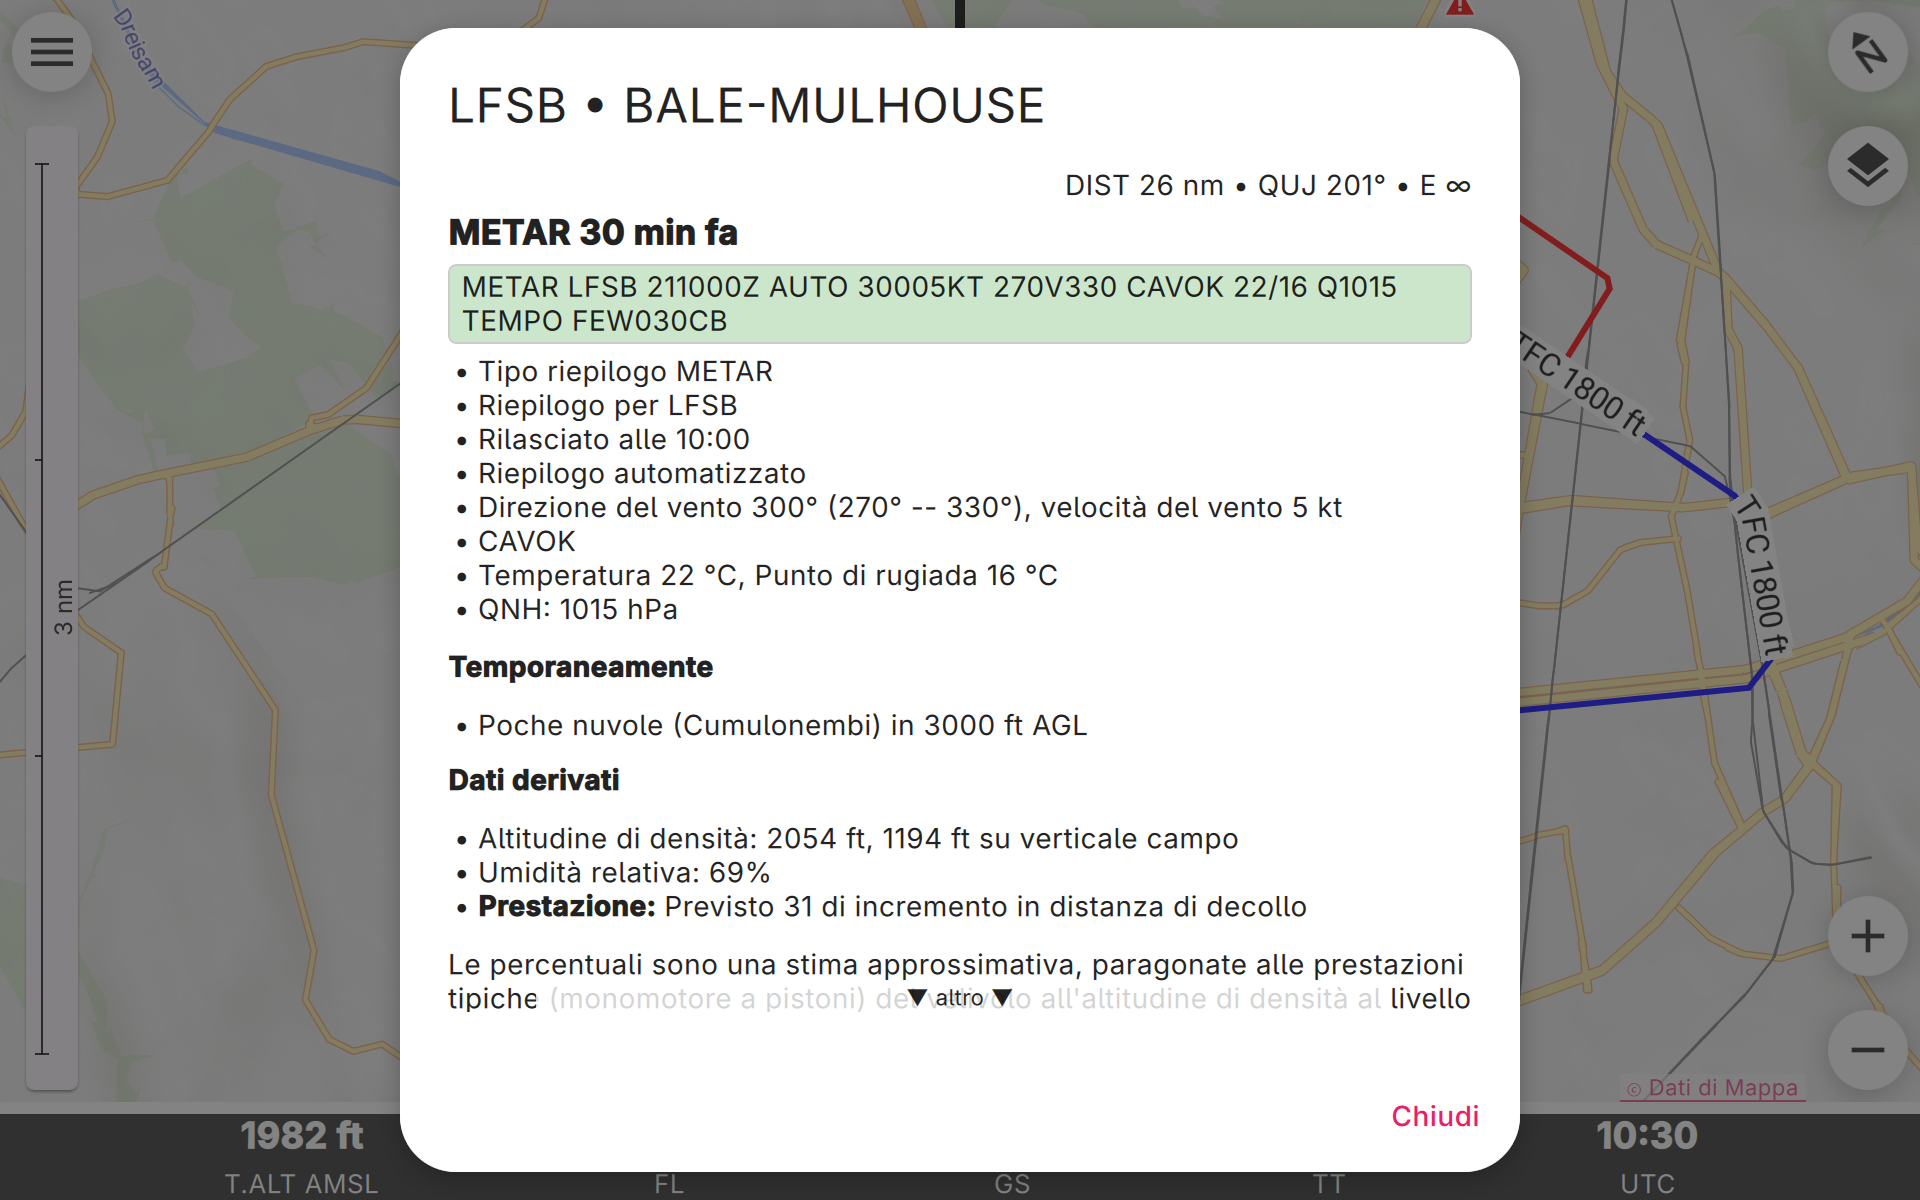 Dreisam
LFSB • BALE-MULHOUSE
DIST 26 nm • QUJ 201° • E ∞
METAR 30 min fa
METAR LFSB 211000Z AUTO 30005KT 270V330 CAVOK 22/16 Q1015
TEMPO FEW030CB
• Tipo riepilogo METAR
• Riepilogo per LFSB
• Rilasciato alle 10:00
• Riepilogo automatizzato
• Direzione del vento 300° (270° -- 330°), velocità del vento 5 kt
• CAVOK
• Temperatura 22 °C, Punto di rugiada 16 °C
• QNH: 1015 hPa
Temporaneamente
• Poche nuvole (Cumulonembi) in 3000 ft AGL
Dati derivati
• Altitudine di densità: 2054 ft, 1194 ft su verticale campo
• Umidità relativa: 69%
• Prestazione: Previsto 31 di incremento in distanza di decollo
Le percentuali sono una stima approssimativa, paragonate alle prestazioni
tipiche (monomotore a pistoni) del velivolo all'altitudine di densità al livello
▼ altro ▼
Chiudi
3 nm
N
TFC 1800 ft
TFC 1800 ft
© Dati di Mappa
1982 ft
T.ALT AMSL
FL
GS
TT
10:30
UTC